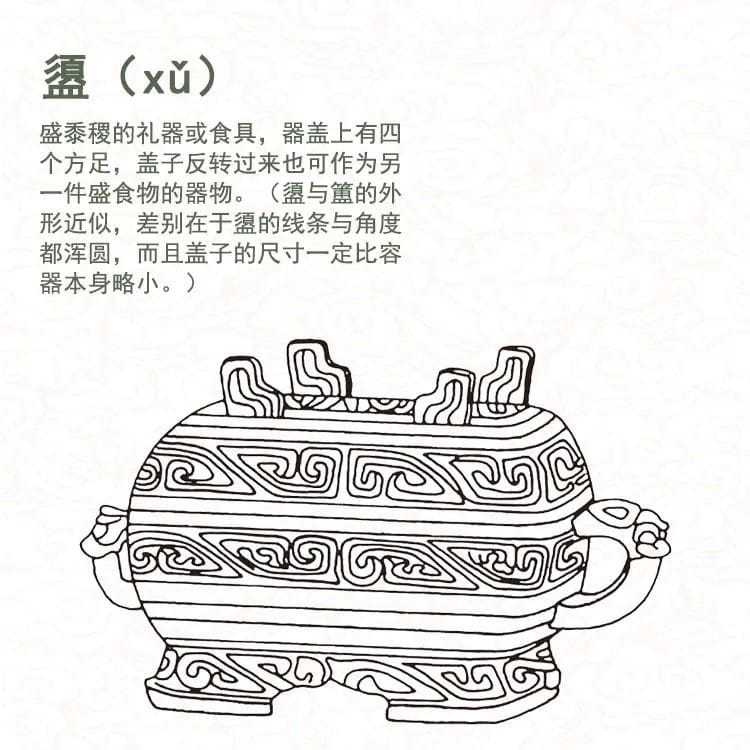 盨（xǔ）
盛黍稷的礼器或食具，器盖上有四
个方足，盖子反转过来也可作为另
一件盛食物的器物。（盨与簠的外
形近似，差别在于盨的线条与角度
都浑圆，而且盖子的尺寸一定比容
器本身略小。）